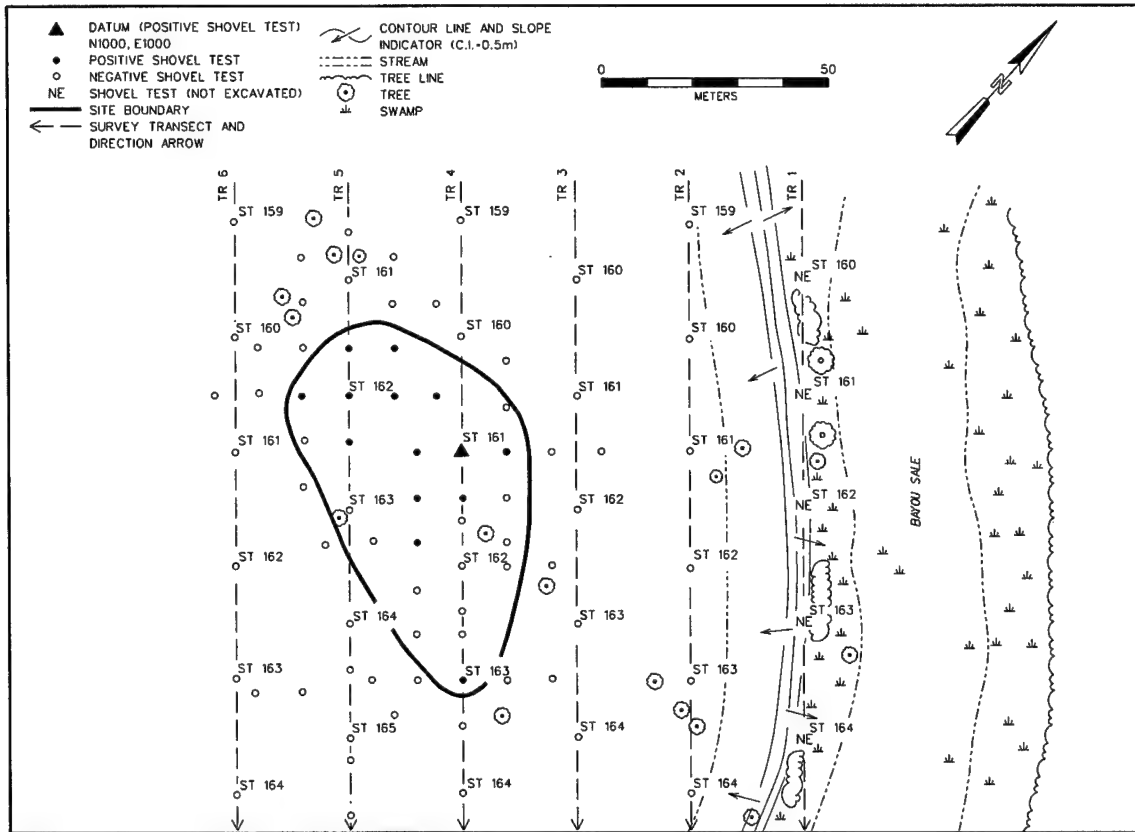 DATUM (POSITIVE SHOVEL TEST)
N1000, E1000
POSITIVE SHOVEL TEST
NEGATIVE SHOVEL TEST
NE SHOVEL TEST (NOT EXCAVATED)
SITE BOUNDARY
SURVEY TRANSECT AND
DIRECTION ARROW
CONTOUR LINE AND SLOPE
INDICATOR (C.I.=0.5m)
STREAM
TREE LINE
TREE
SWAMP
0 50
METERS
N
TR 6
TR 5
TR 4
TR 3
TR 2
TR 1
ST 159
ST 159
ST 159
ST 161
ST 160
ST 160
NE
ST 160
ST 160
ST 160
ST 162
ST 161
ST 161
NE
ST 161
ST 161
ST 161
ST 163
ST 162
ST 162
NE
ST 162
ST 162
ST 162
ST 164
ST 163
ST 163
NE
ST 163
ST 163
ST 163
ST 165
ST 164
ST 164
NE
ST 164
ST 164
ST 164
BAYOU SALE